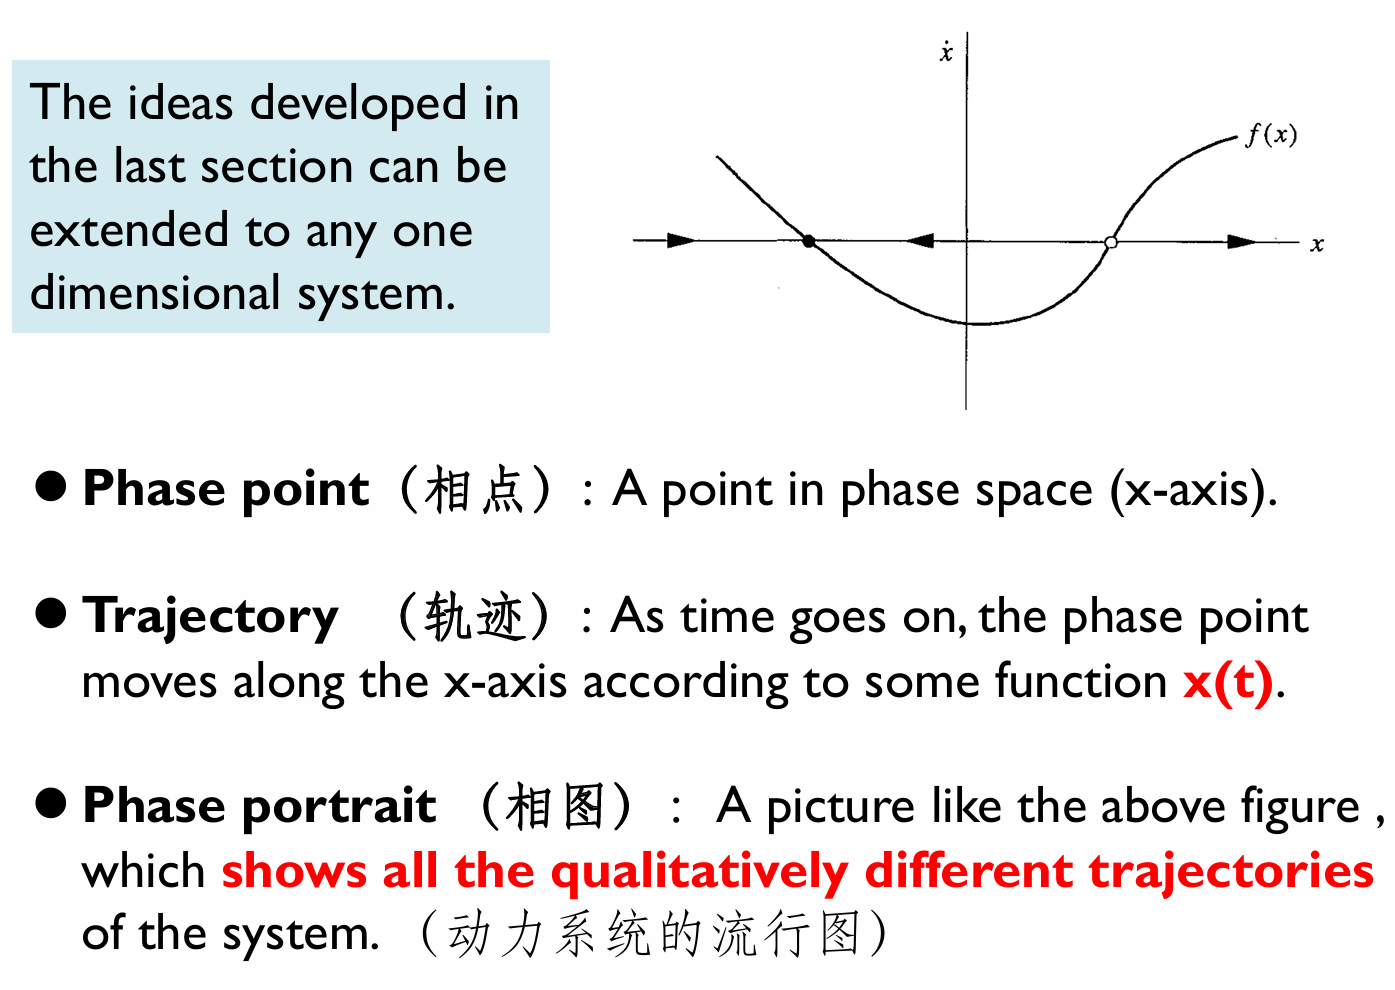 The ideas developed in
the last section can be
extended to any one
dimensional system.
ẋ
f(x)
x
● Phase point（相点）: A point in phase space (x-axis).
● Trajectory （轨迹）: As time goes on, the phase point
moves along the x-axis according to some function x(t).
● Phase portrait （相图）： A picture like the above figure ,
which shows all the qualitatively different trajectories
of the system. （动力系统的流行图）